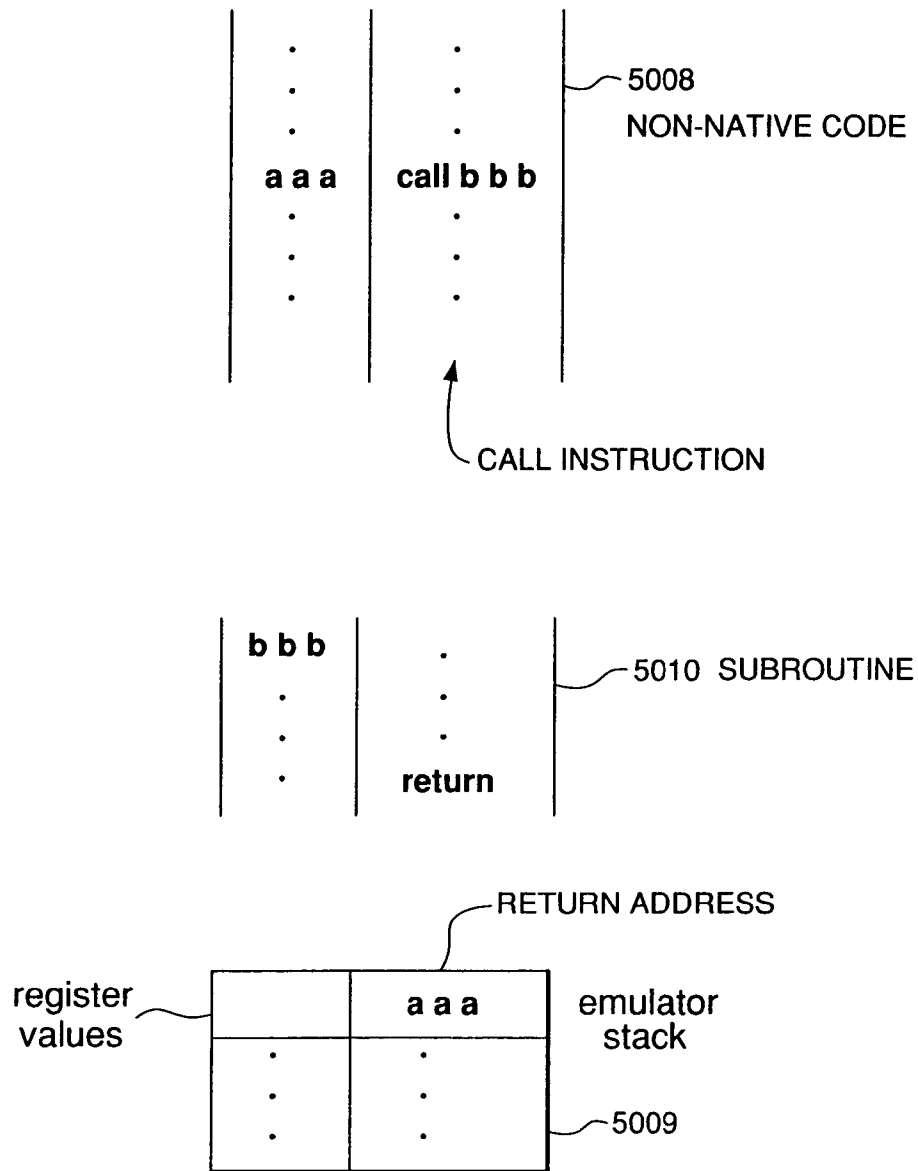 5008
NON-NATIVE CODE
a a a call b b b
CALL INSTRUCTION
b b b
5010 SUBROUTINE
return
RETURN ADDRESS
register
values
a a a
emulator
stack
5009